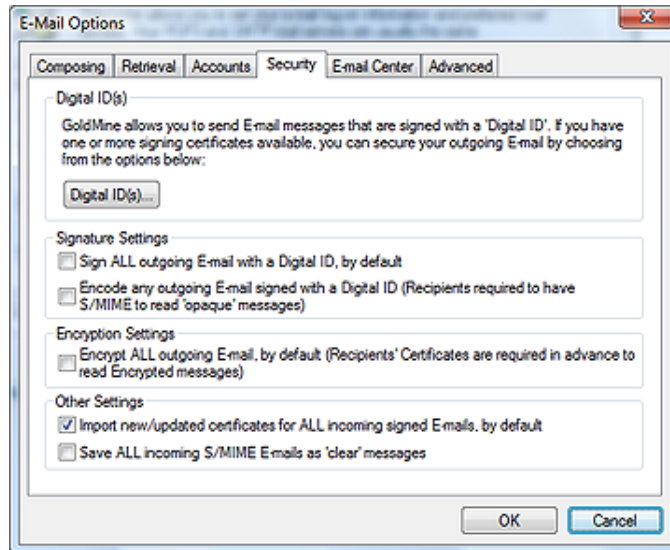 E-Mail Options
Composing Retrieval Accounts Security E-mail Center Advanced
Digital ID(s)
GoldMine allows you to send E-mail messages that are signed with a 'Digital ID'. If you have
one or more signing certificates available, you can secure your outgoing E-mail by choosing
from the options below:
Digital ID(s)...
Signature Settings
Sign ALL outgoing E-mail with a Digital ID, by default
Encode any outgoing E-mail signed with a Digital ID (Recipients required to have
S/MIME to read 'opaque' messages)
Encryption Settings
Encrypt ALL outgoing E-mail, by default (Recipients' Certificates are required in advance to
read Encrypted messages)
Other Settings
Import new/updated certificates for ALL incoming signed E-mails, by default
Save ALL incoming S/MIME E-mails as 'clear' messages
OK Cancel